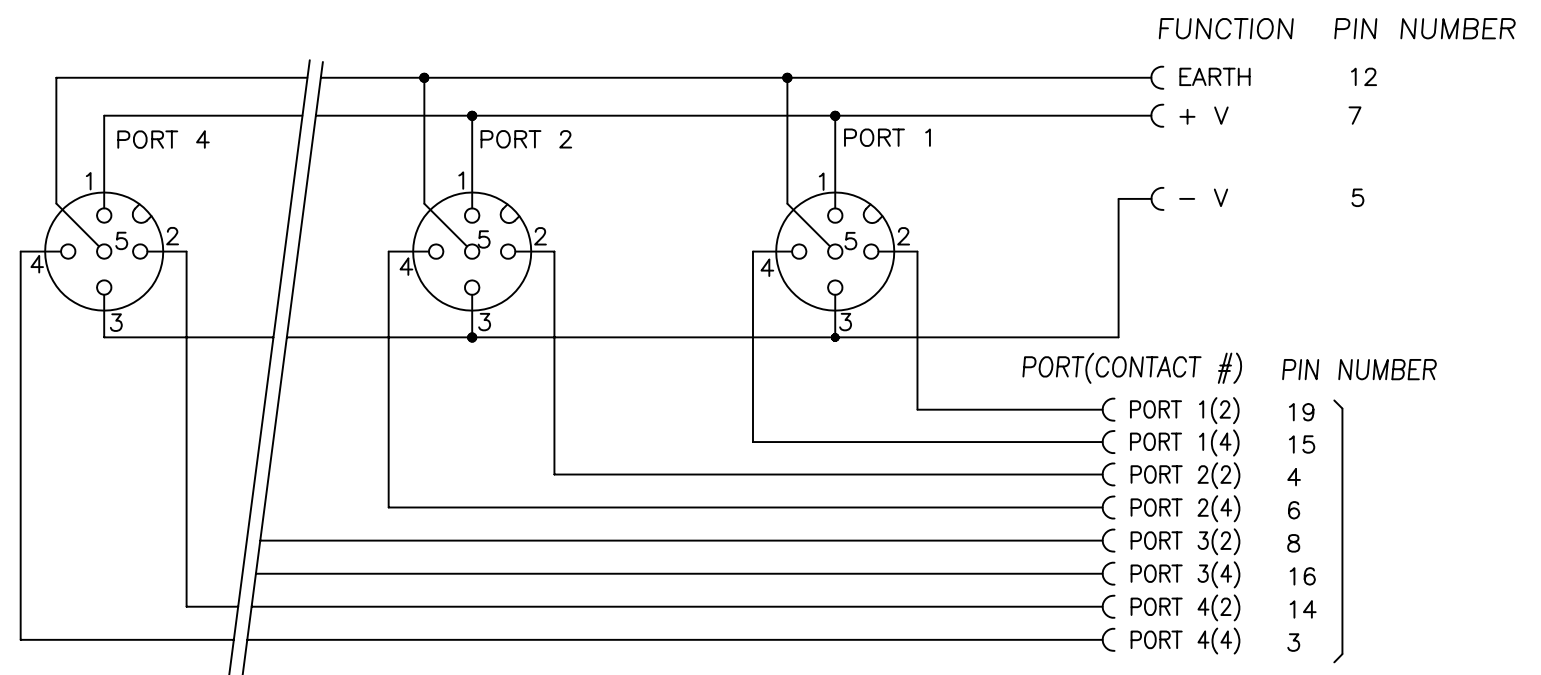 FUNCTION PIN NUMBER
EARTH 12
+ V 7
PORT 4 PORT 2 PORT 1
1 1 1
- V 5
5 2 5 2 5 2
4 4 4
3 3 3
PORT(CONTACT #) PIN NUMBER
PORT 1(2) 19
PORT 1(4) 15
PORT 2(2) 4
PORT 2(4) 6
PORT 3(2) 8
PORT 3(4) 16
PORT 4(2) 14
PORT 4(4) 3